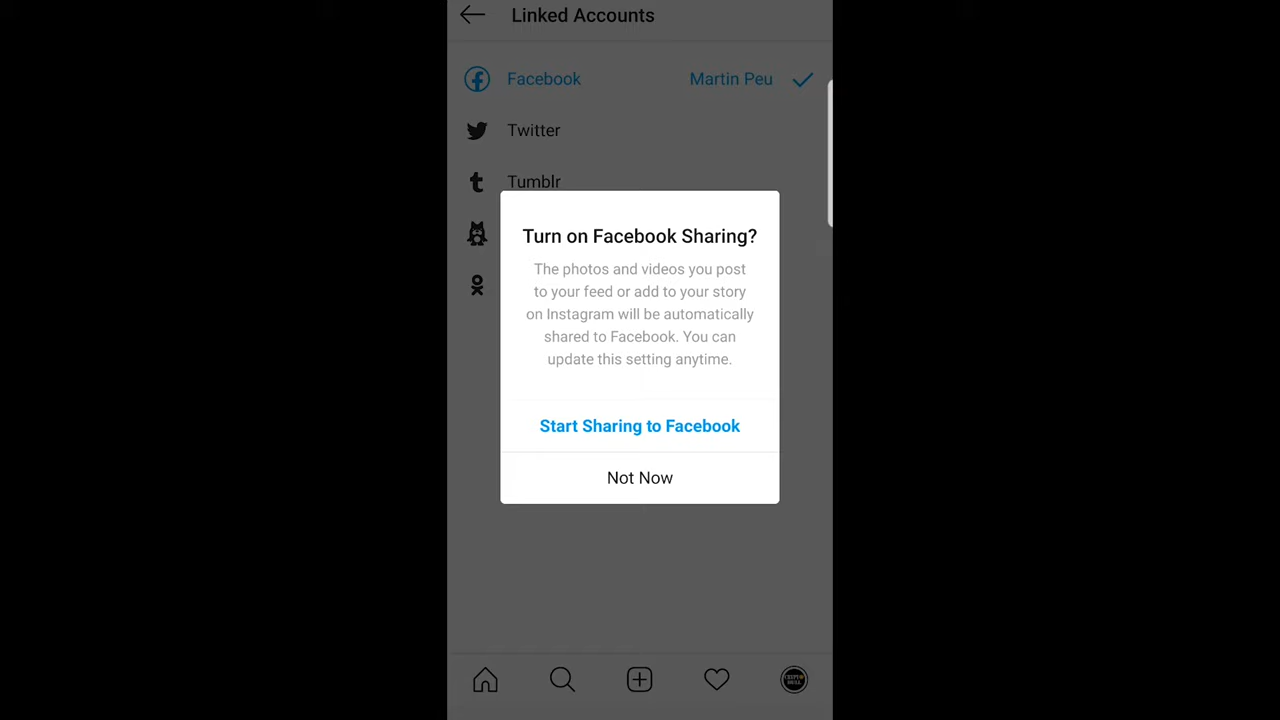 Linked Accounts
Facebook Martin Peu
Twitter
Tumblr
Turn on Facebook Sharing?
The photos and videos you post
to your feed or add to your story
on Instagram will be automatically
shared to Facebook. You can
update this setting anytime.
Start Sharing to Facebook
Not Now